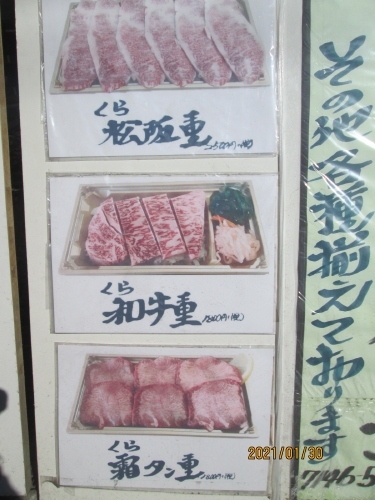 くら
松阪重
くら
和牛重
くら
タン重
2021/01/30
その他各種揃えております